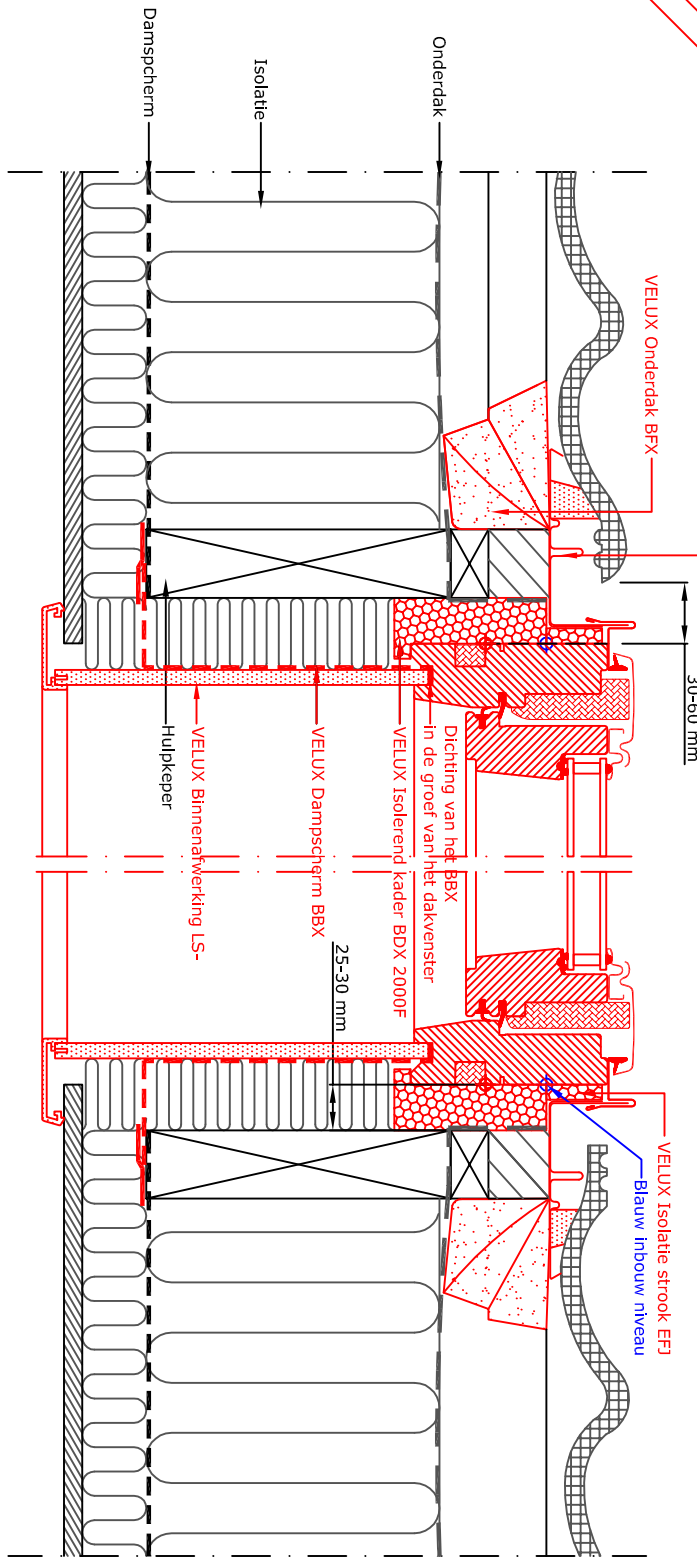 Onderdak
Isolatie
Damspcherm
VELUX Onderdak BFX
30-60 mm
Dichting van het BBX
in de groef van het dakvenster
VELUX Isolerend kader BDX 2000F
VELUX Dampscherm BBX
VELUX Binnenafwerking LS-
Hulpkeper
25-30 mm
VELUX Isolatie strook EFJ
Blauw inbouw niveau